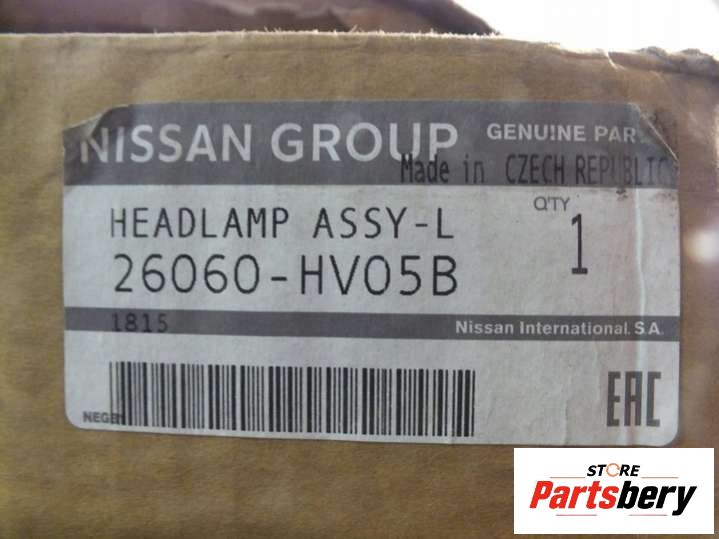 NISSAN GROUP GENUINE PAR
Made in CZECH REPUBLIC
HEADLAMP ASSY-L
Q'TY
26060-HV05B 1
1815 Nissan International. S.A.
EAC
STORE
Partsbery